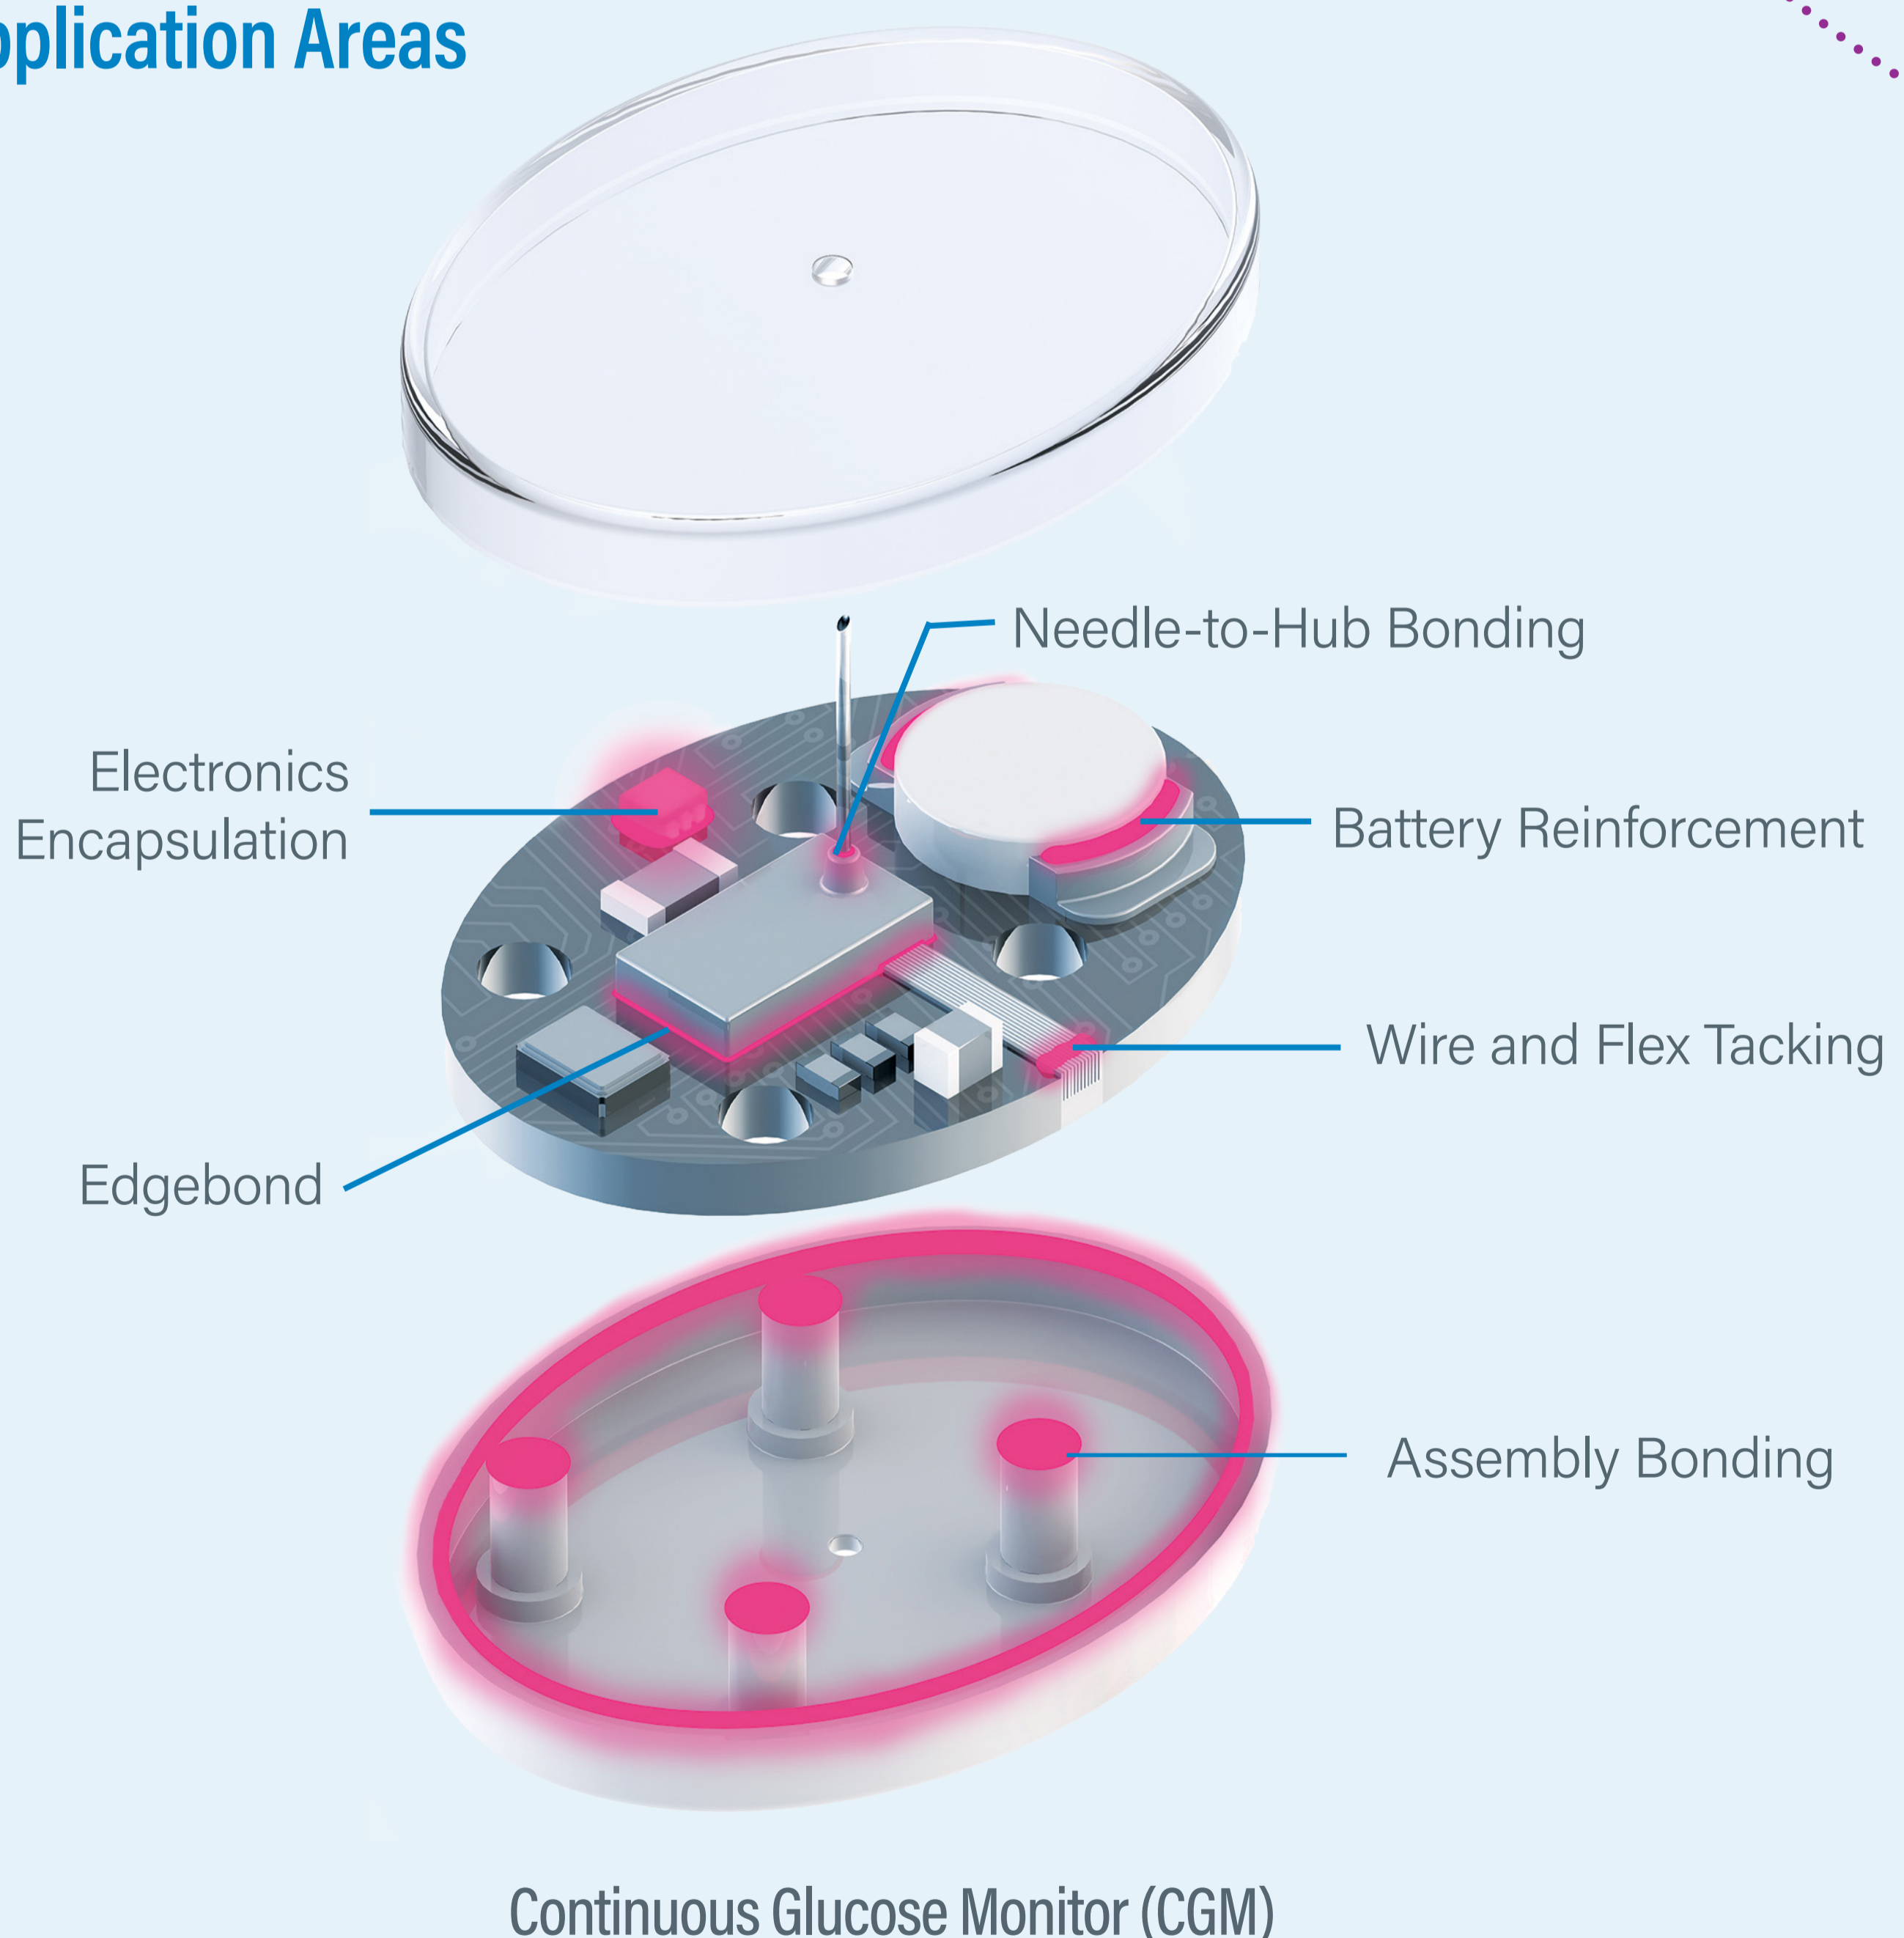 Application Areas
Needle-to-Hub Bonding
Electronics
Encapsulation
Battery Reinforcement
Wire and Flex Tacking
Edgebond
Assembly Bonding
Continuous Glucose Monitor (CGM)